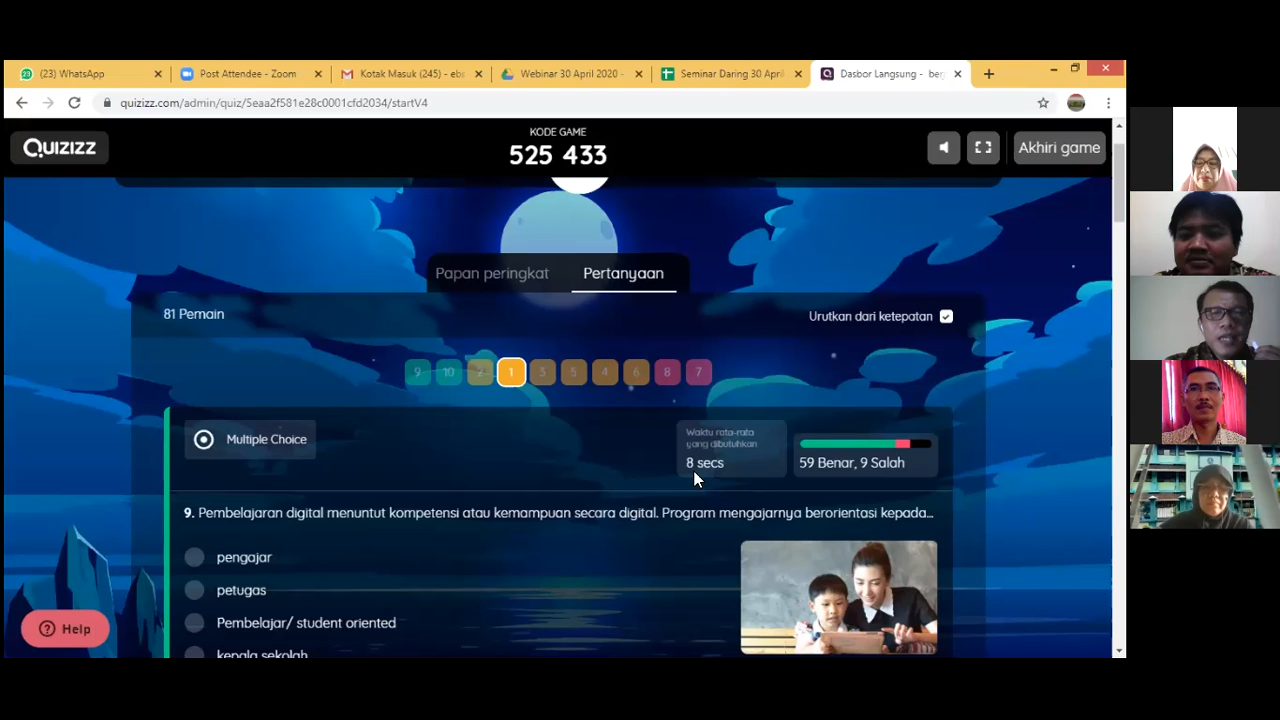 (23) WhatsApp
Post Attendee - Zoom
Kotak Masuk (245) - eb
Webinar 30 April 2020 -
Seminar Daring 30 Apri
Dasbor Langsung - ber
quizizz.com/admin/quiz/5eaa2f581e28c0001cfd2034/startV4
Quizizz
KODE GAME
525 433
Akhiri game
Papan peringkat
Pertanyaan
81 Pemain
Urutkan dari ketepatan
9 10 2 1 3 5 4 6 8 7
Multiple Choice
Waktu rata-rata
yang dibutuhkan
8 secs
59 Benar, 9 Salah
9. Pembelajaran digital menuntut kompetensi atau kemampuan secara digital. Program mengajarnya berorientasi kepada...
pengajar
petugas
Pembelajar/ student oriented
kepala sekolah
Help